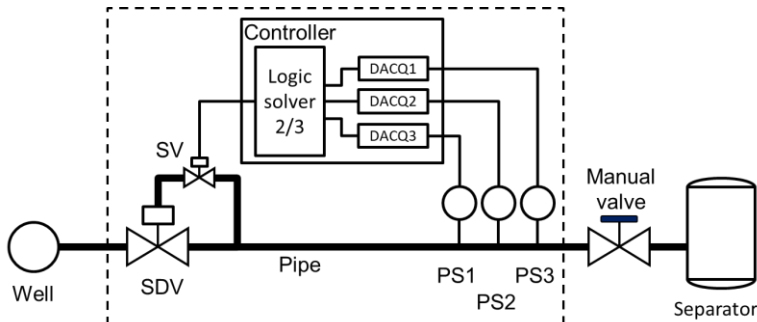 Controller
Logic
solver
2/3
DACQ1
DACQ2
DACQ3
SV
Manual
valve
Well
SDV
Pipe
PS1
PS2
PS3
Separator